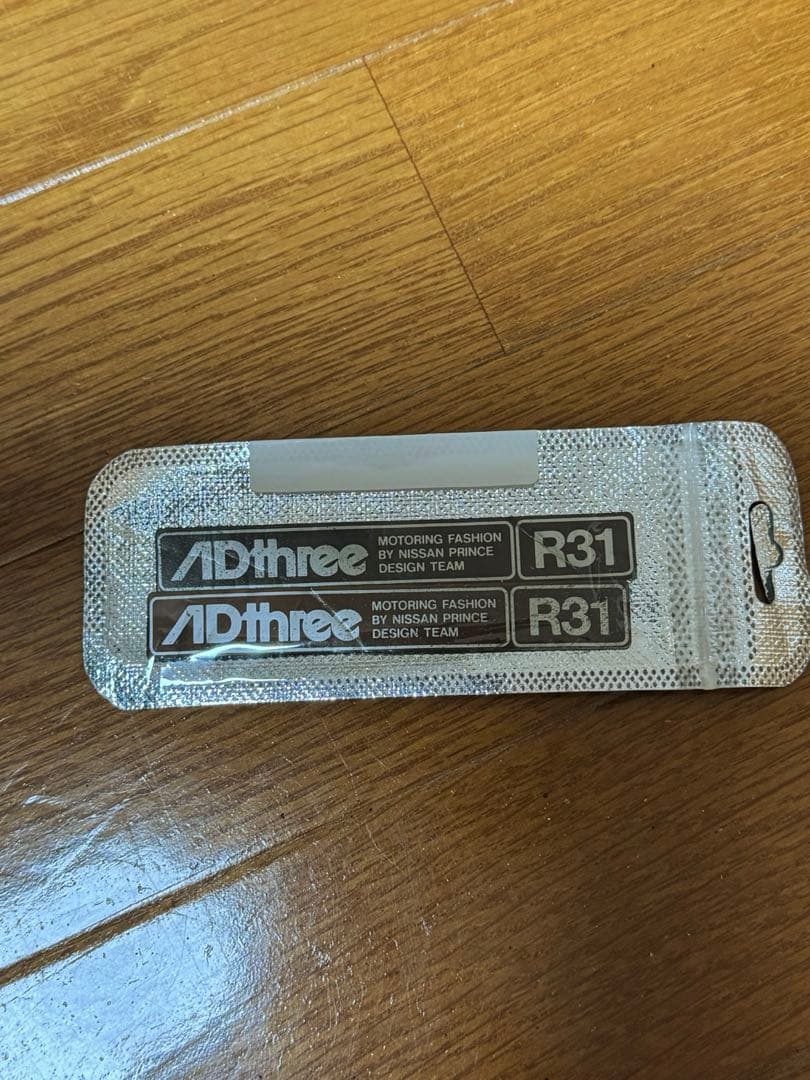 ADthree
MOTORING FASHION
BY NISSAN PRINCE
DESIGN TEAM
R31
ADthree
MOTORING FASHION
BY NISSAN PRINCE
DESIGN TEAM
R31